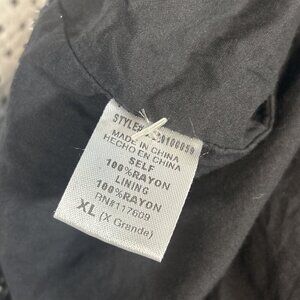 STYLE#
MADE IN CHINA
HECHO EN CHINA
SELF
100%RAYON
LINING
100%RAYON
RN#117609
XL (X Grande)